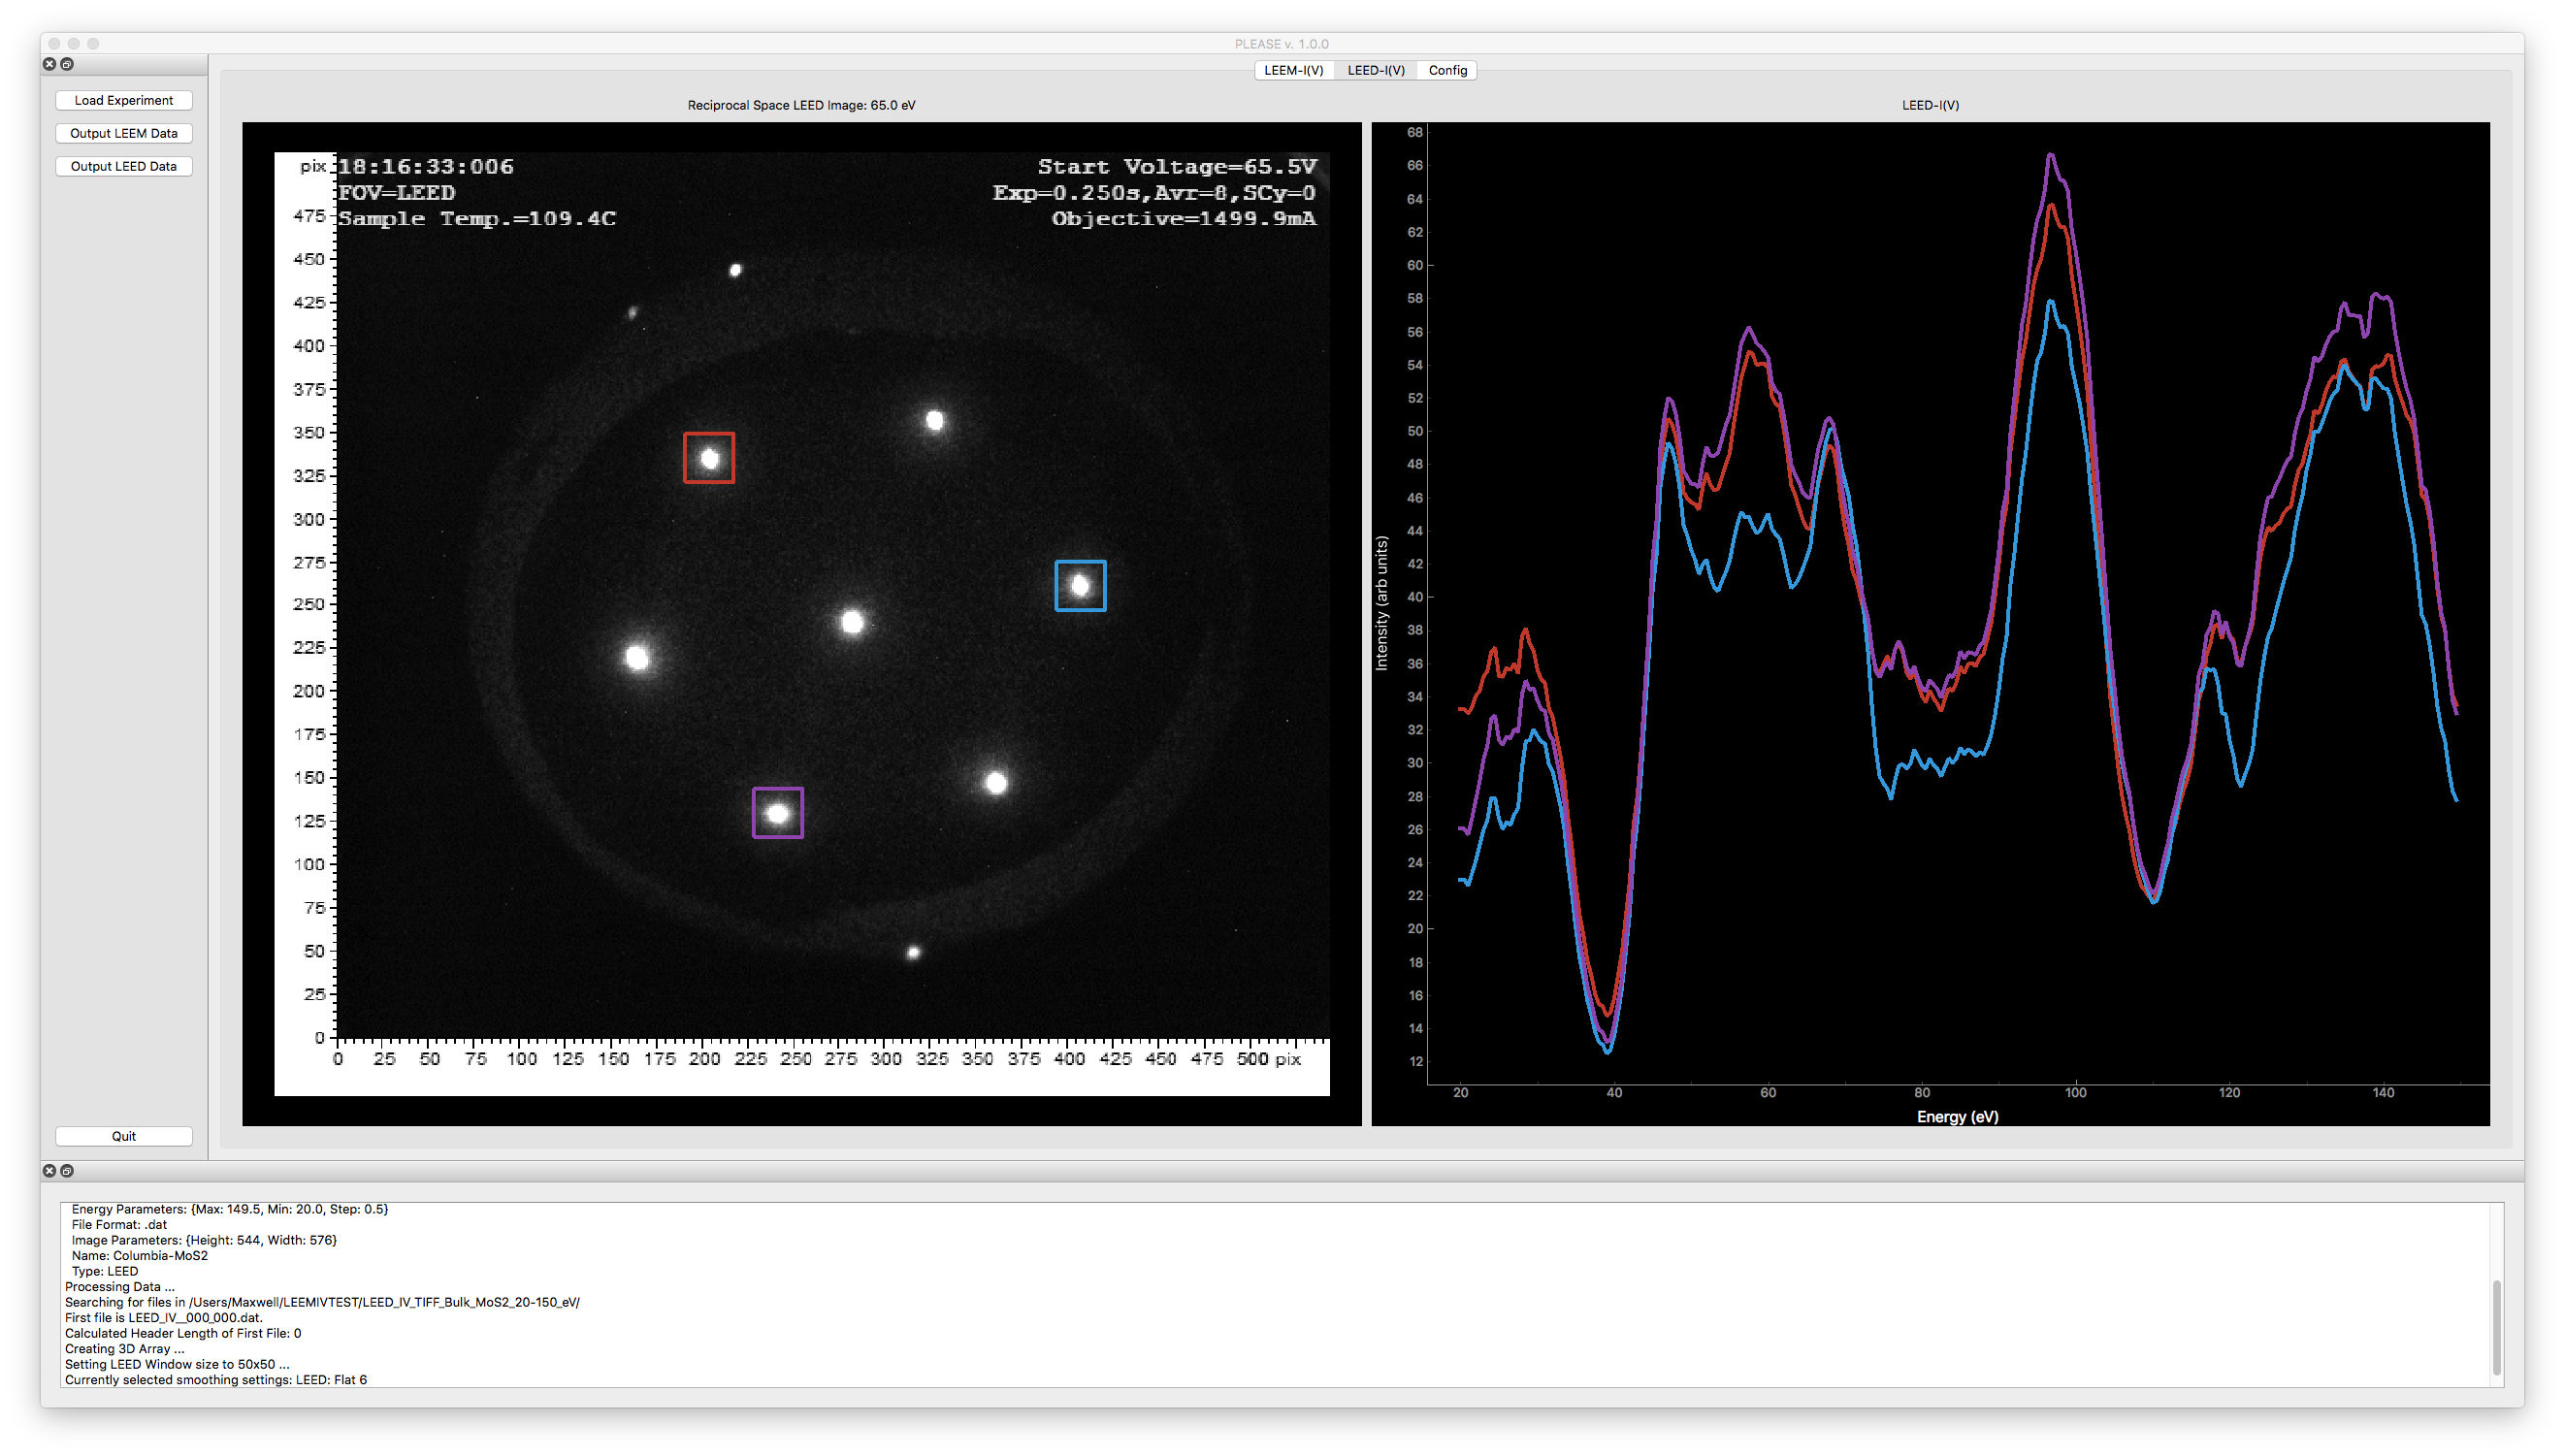 PLEASE v. 1.0.0
LEEM-I(V)
LEED-I(V)
Config
Load Experiment
Output LEEM Data
Output LEED Data
Quit
Reciprocal Space LEED Image: 65.0 eV
18:16:33:006
FOV=LEED
Sample Temp.=109.4C
Start Voltage=65.5V
Exp=0.250s,Avr=8,SCy=0
Objective=1499.9mA
pix
475
450
425
400
375
350
325
300
275
250
225
200
175
150
125
100
75
50
25
0
0 25 50 75 100 125 150 175 200 225 250 275 300 325 350 375 400 425 450 475 500 pix
LEED-I(V)
68
66
64
62
60
58
56
54
52
50
48
46
44
42
40
38
36
34
32
30
28
26
24
22
20
18
16
14
12
Intensity (arb units)
20 40 60 80 100 120 140
Energy (eV)
Energy Parameters: {Max: 149.5, Min: 20.0, Step: 0.5}
File Format: .dat
Image Parameters: {Height: 544, Width: 576}
Name: Columbia-MoS2
Type: LEED
Processing Data ...
Searching for files in /Users/Maxwell/LEEMIVTEST/LEED_IV_TIFF_Bulk_MoS2_20-150_eV/
First file is LEED_IV__000_000.dat.
Calculated Header Length of First File: 0
Creating 3D Array ...
Setting LEED Window size to 50x50 ...
Currently selected smoothing settings: LEED: Flat 6